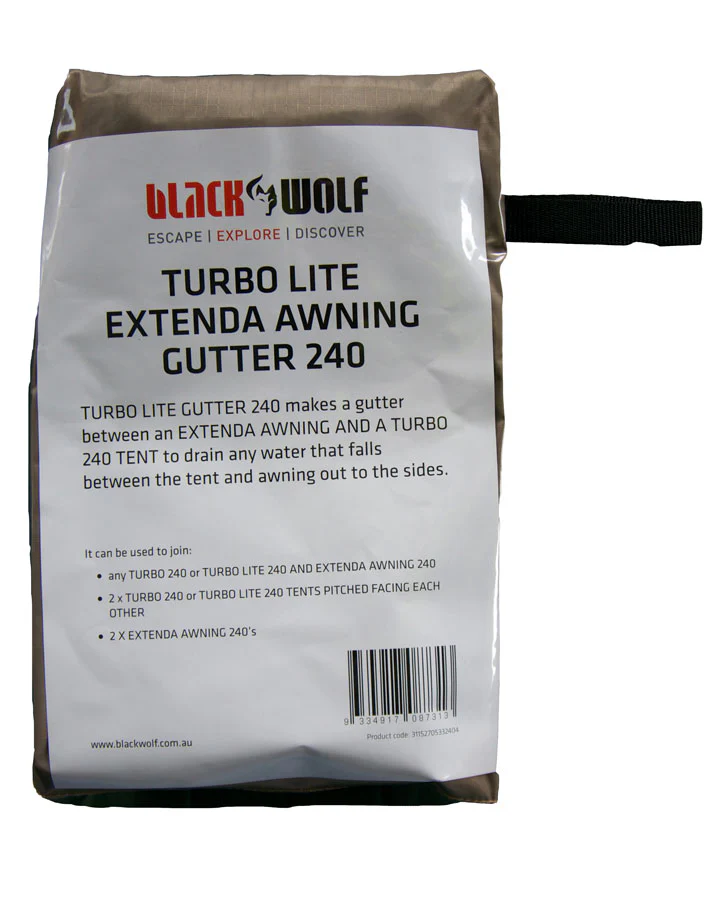 BLACK WOLF
ESCAPE | EXPLORE | DISCOVER
TURBO LITE
EXTENDA AWNING
GUTTER 240
TURBO LITE GUTTER 240 makes a gutter
between an EXTENDA AWNING AND A TURBO
240 TENT to drain any water that falls
between the tent and awning out to the sides.
It can be used to join:
• any TURBO 240 or TURBO LITE 240 AND EXTENDA AWNING 240
• 2 x TURBO 240 or TURBO LITE 240 TENTS PITCHED FACING EACH
OTHER
• 2 X EXTENDA AWNING 240's
9 334917 087313
Product code: 31152705332404
www.blackwolf.com.au